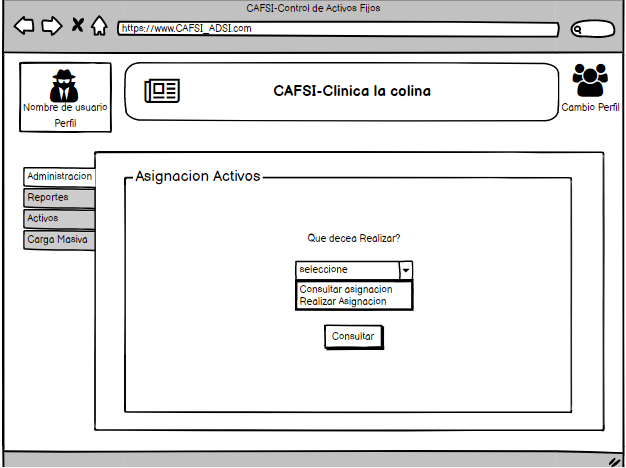 CAFSI-Control de Activos Fijos
https://www.CAFSI_ADSI.com
Nombre de usuario
Perfil
CAFSI-Clinica la colina
Cambio Perfil
Administracion
Reportes
Activos
Carga Masiva
Asignacion Activos
Que decea Realizar?
seleccione
Consultar asignacion
Realizar Asignacion
Consultar